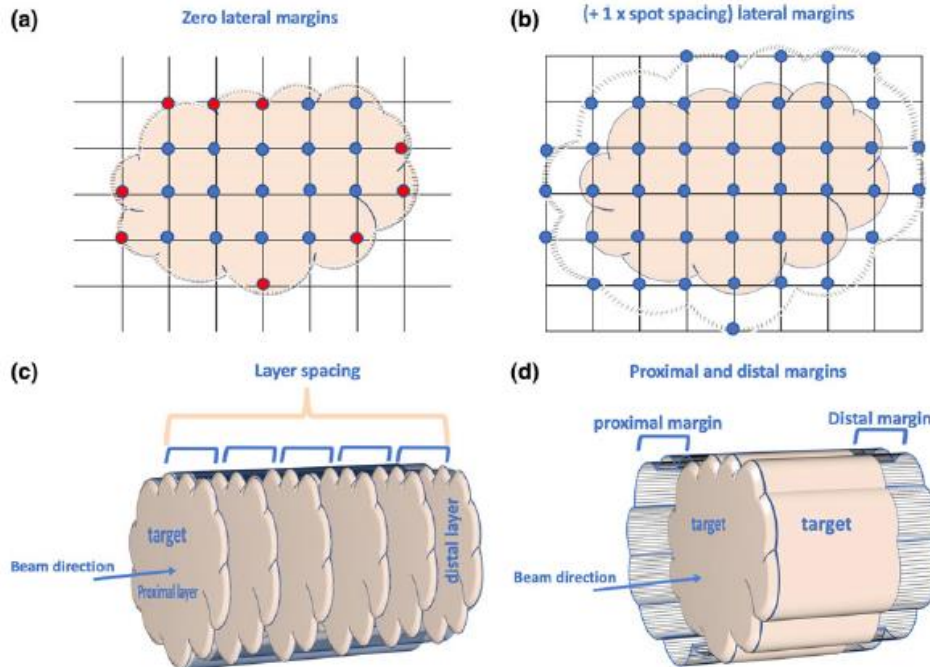 (a)
Zero lateral margins
(b)
(+ 1 x spot spacing) lateral margins
(c)
Layer spacing
target
Beam direction
Proximal layer
distal layer
(d)
Proximal and distal margins
proximal margin
Distal margin
target
target
Beam direction